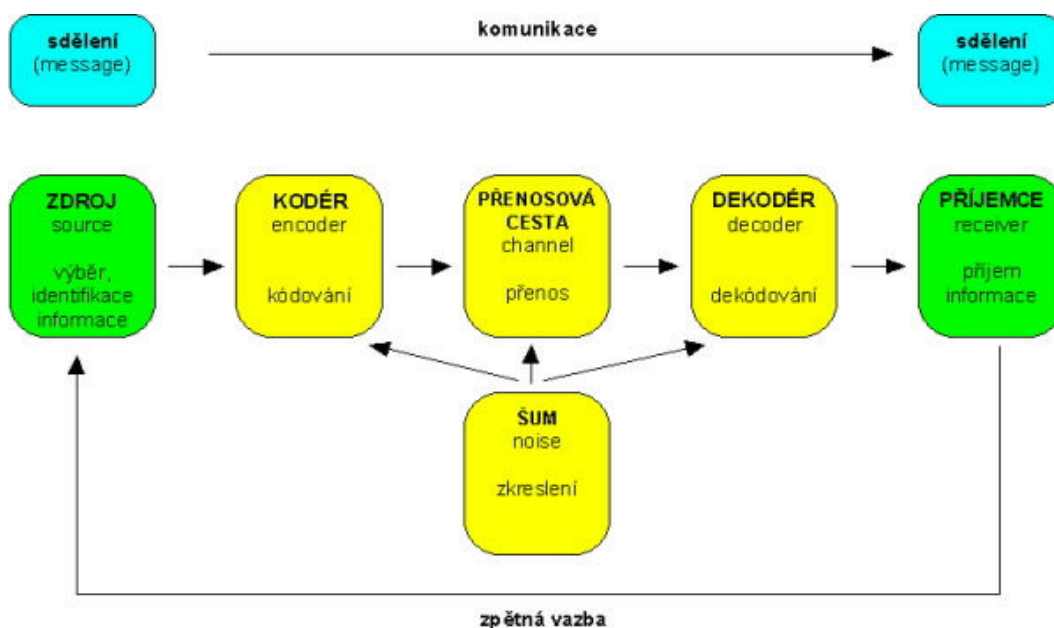 komunikace
sdělení
(message)
sdělení
(message)
ZDROJ
source
výběr,
identifikace
informace
KODÉR
encoder
kódování
PŘENOSOVÁ
CESTA
channel
přenos
DEKODÉR
decoder
dekódování
PŘÍJEMCE
receiver
příjem
informace
ŠUM
noise
zkreslení
zpětná vazba